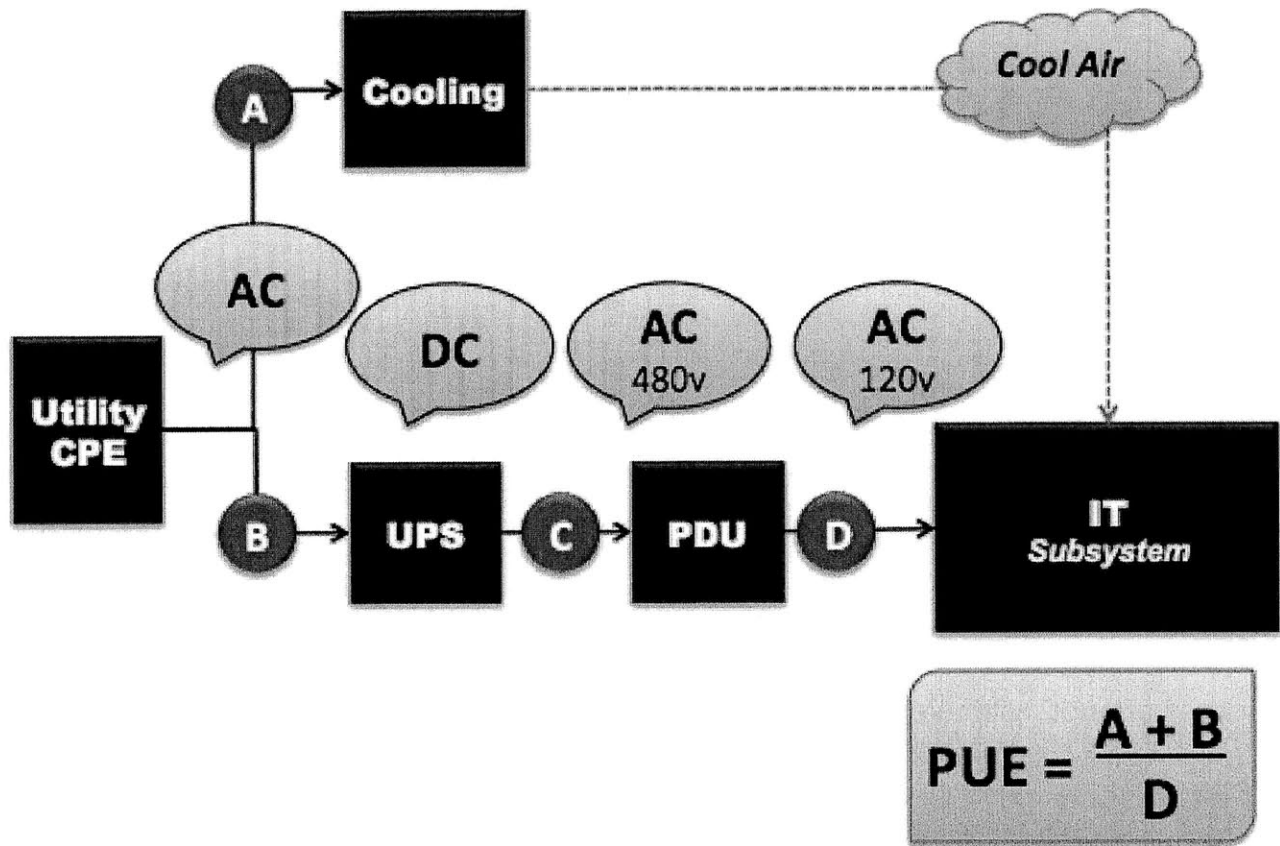 A
Cooling
Cool Air
AC
DC
AC
480v
AC
120v
Utility
CPE
B
UPS
C
PDU
D
IT
Subsystem
PUE = A + B
D